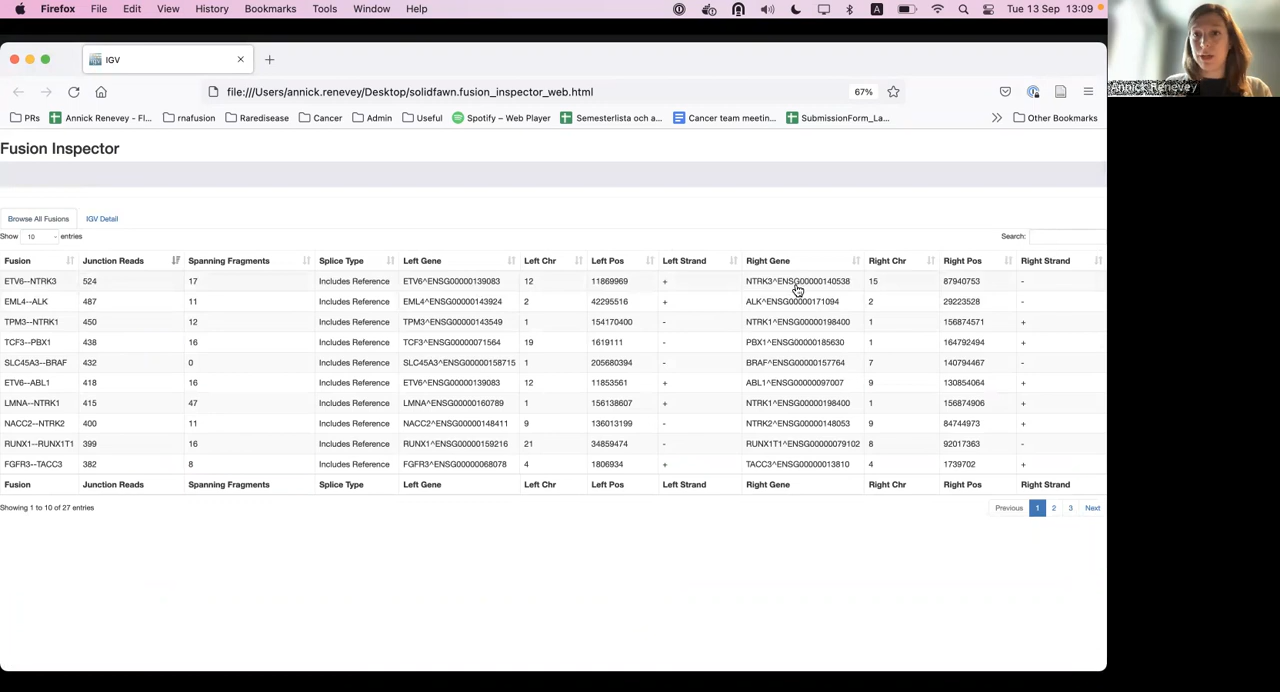 Firefox File Edit View History Bookmarks Tools Window Help A Tue 13 Sep 13:09
IGV
file:///Users/annick.renevey/Desktop/solidfawn.fusion_inspector_web.html 67%
Annick Renevey
PRs Annick Renevey - Fl... rnafusion Raredisease Cancer Admin Useful Spotify – Web Player Semesterlista och a... Cancer team meetin... SubmissionForm_La... Other Bookmarks
Fusion Inspector
Browse All Fusions IGV Detail
Show 10 entries Search:
Fusion Junction Reads Spanning Fragments Splice Type Left Gene Left Chr Left Pos Left Strand Right Gene Right Chr Right Pos Right Strand
ETV6--NTRK3 524 17 Includes Reference ETV6^ENSG00000139083 12 11869969 + NTRK3^ENSG00000140538 15 87940753 -
EML4--ALK 487 11 Includes Reference EML4^ENSG00000143924 2 42295516 + ALK^ENSG00000171094 2 29223528 -
TPM3--NTRK1 450 12 Includes Reference TPM3^ENSG00000143549 1 154170400 - NTRK1^ENSG00000198400 1 156874571 +
TCF3--PBX1 438 16 Includes Reference TCF3^ENSG00000071564 19 1619111 - PBX1^ENSG00000185630 1 164792494 +
SLC45A3--BRAF 432 0 Includes Reference SLC45A3^ENSG00000158715 1 205680394 - BRAF^ENSG00000157764 7 140794467 -
ETV6--ABL1 418 16 Includes Reference ETV6^ENSG00000139083 12 11853561 + ABL1^ENSG00000097007 9 130854064 +
LMNA--NTRK1 415 47 Includes Reference LMNA^ENSG00000160789 1 156138607 + NTRK1^ENSG00000198400 1 156874906 +
NACC2--NTRK2 400 11 Includes Reference NACC2^ENSG00000148411 9 136013199 - NTRK2^ENSG00000148053 9 84744973 +
RUNX1--RUNX1T1 399 16 Includes Reference RUNX1^ENSG00000159216 21 34859474 - RUNX1T1^ENSG00000079102 8 92017363 -
FGFR3--TACC3 382 8 Includes Reference FGFR3^ENSG00000068078 4 1806934 + TACC3^ENSG00000013810 4 1739702 +
Fusion Junction Reads Spanning Fragments Splice Type Left Gene Left Chr Left Pos Left Strand Right Gene Right Chr Right Pos Right Strand
Showing 1 to 10 of 27 entries Previous 1 2 3 Next